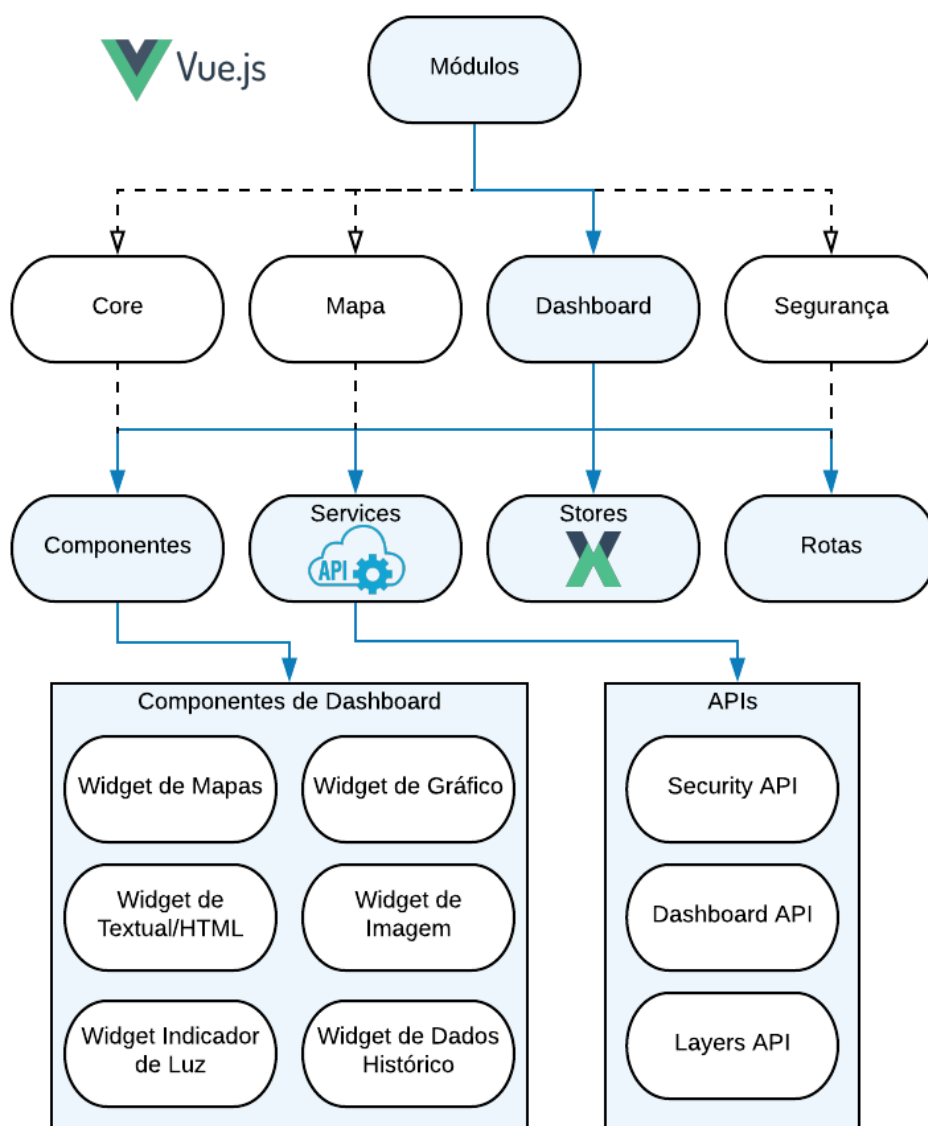 Vue.js
Módulos
Core
Mapa
Dashboard
Segurança
Componentes
Services
API
Stores
Rotas
Componentes de Dashboard
Widget de Mapas
Widget de Gráfico
Widget de
Textual/HTML
Widget de
Imagem
Widget Indicador
de Luz
Widget de Dados
Histórico
APIs
Security API
Dashboard API
Layers API